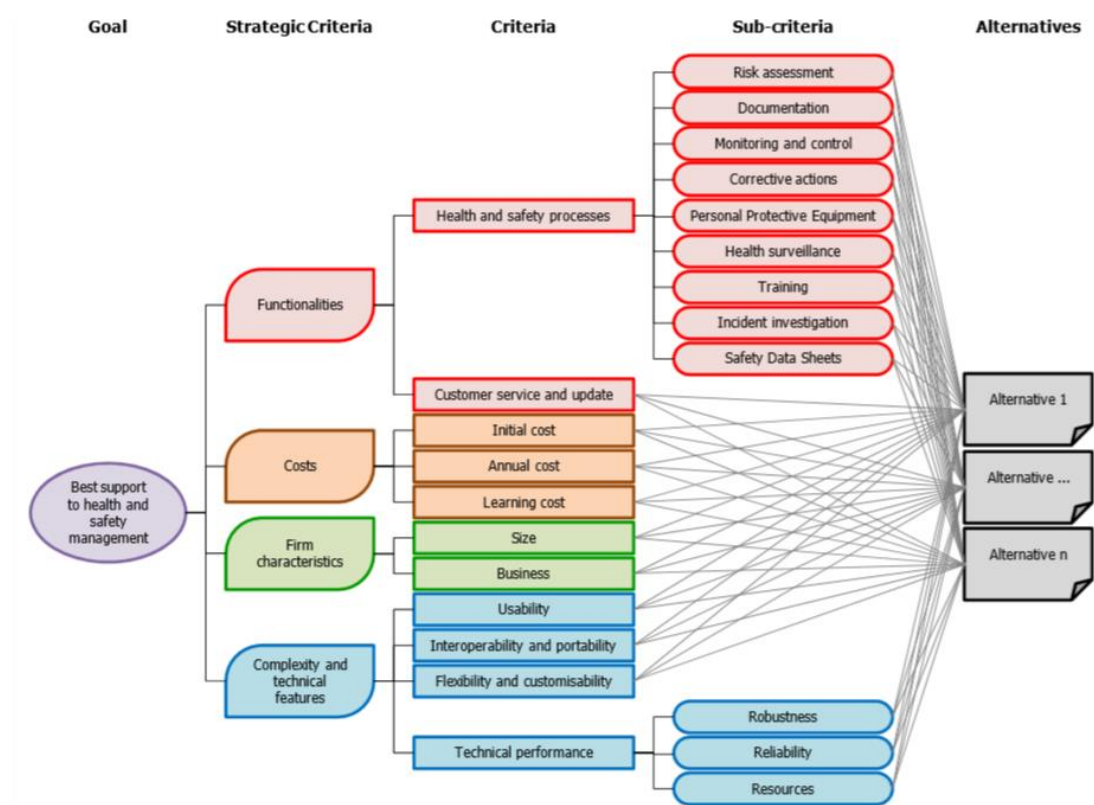 Goal
Strategic Criteria
Criteria
Sub-criteria
Alternatives
Best support
to health and
safety
management
Functionalities
Costs
Firm
characteristics
Complexity and
technical
features
Health and safety processes
Customer service and update
Initial cost
Annual cost
Learning cost
Size
Business
Usability
Interoperability and portability
Flexibility and customisability
Technical performance
Risk assessment
Documentation
Monitoring and control
Corrective actions
Personal Protective Equipment
Health surveillance
Training
Incident investigation
Safety Data Sheets
Robustness
Reliability
Resources
Alternative 1
Alternative ...
Alternative n